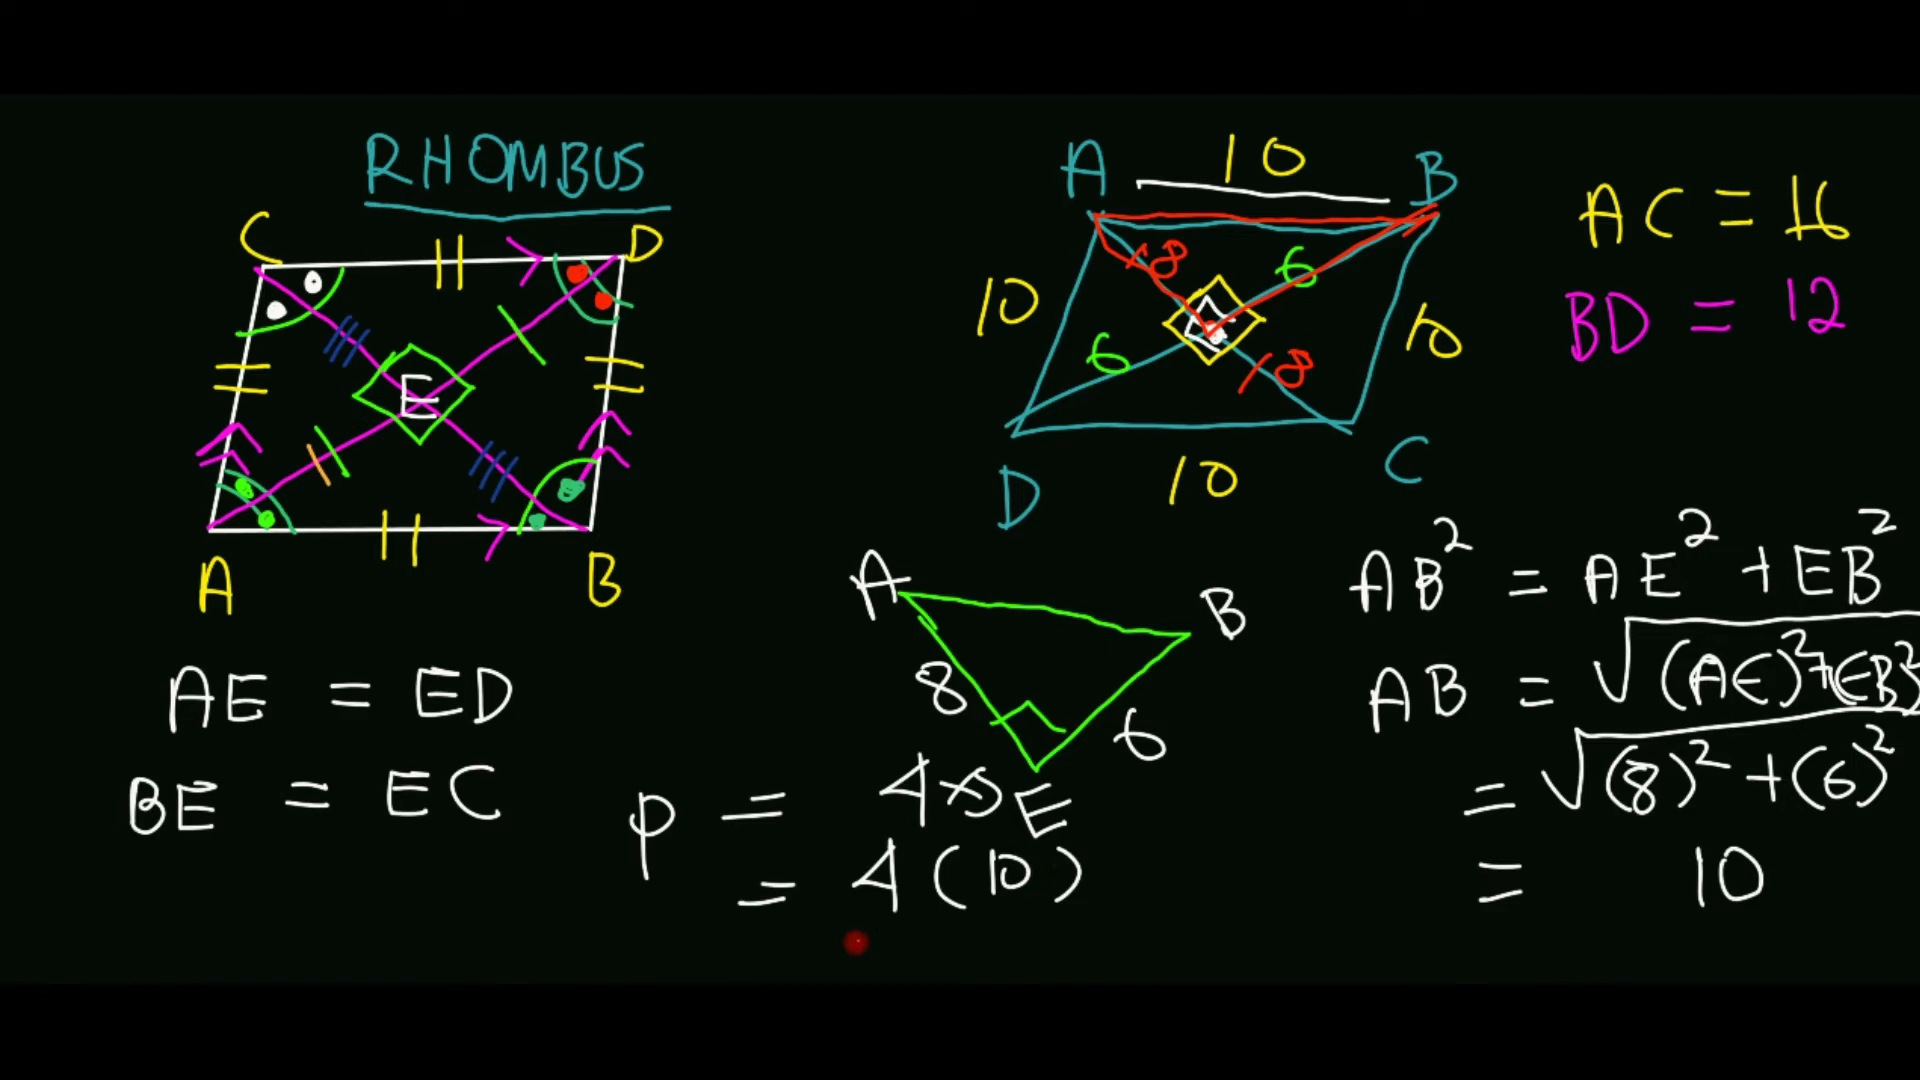 RHOMBUS
C
D
E
A
B
AE = ED
BE = EC
A
10
B
10
8
6
10
6
8
D
10
C
AC = 16
BD = 12
A
B
8
6
E
P = 4 ×
= 4(10)
AB² = AE² + EB²
AB = √(AE)²+(EB)²
= √(8)² + (6)²
= 10